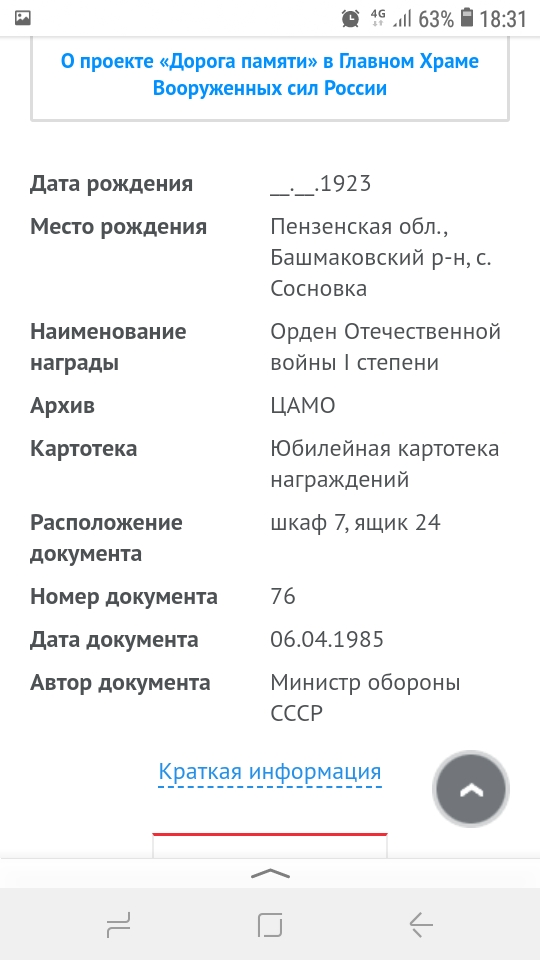 4G 63% 18:31
О проекте «Дорога памяти» в Главном Храме
Вооруженных сил России
Дата рождения __.__.1923
Место рождения Пензенская обл.,
Башмаковский р-н, с.
Сосновка
Наименование Орден Отечественной
награды войны I степени
Архив ЦАМО
Картотека Юбилейная картотека
награждений
Расположение шкаф 7, ящик 24
документа
Номер документа 76
Дата документа 06.04.1985
Автор документа Министр обороны
СССР
Краткая информация